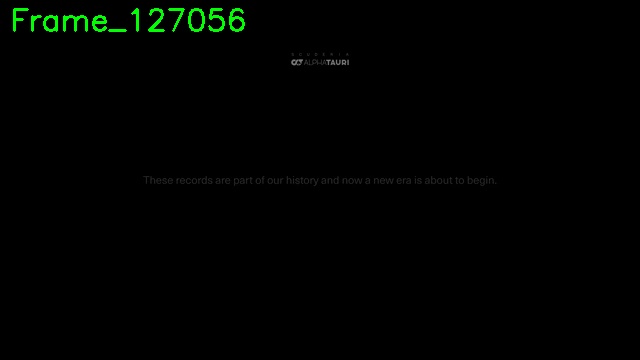 Frame_127056
SCUDERIA
ALPHATAURI
These records are part of our history and now a new era is about to begin.